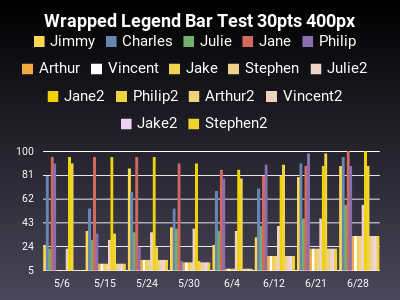 Wrapped Legend Bar Test 30pts 400px
Jimmy Charles Julie Jane Philip
Arthur Vincent Jake Stephen Julie2
Jane2 Philip2 Arthur2 Vincent2
Jake2 Stephen2
100
81
62
43
24
5
5/6 5/15 5/24 5/30 6/4 6/12 6/21 6/28